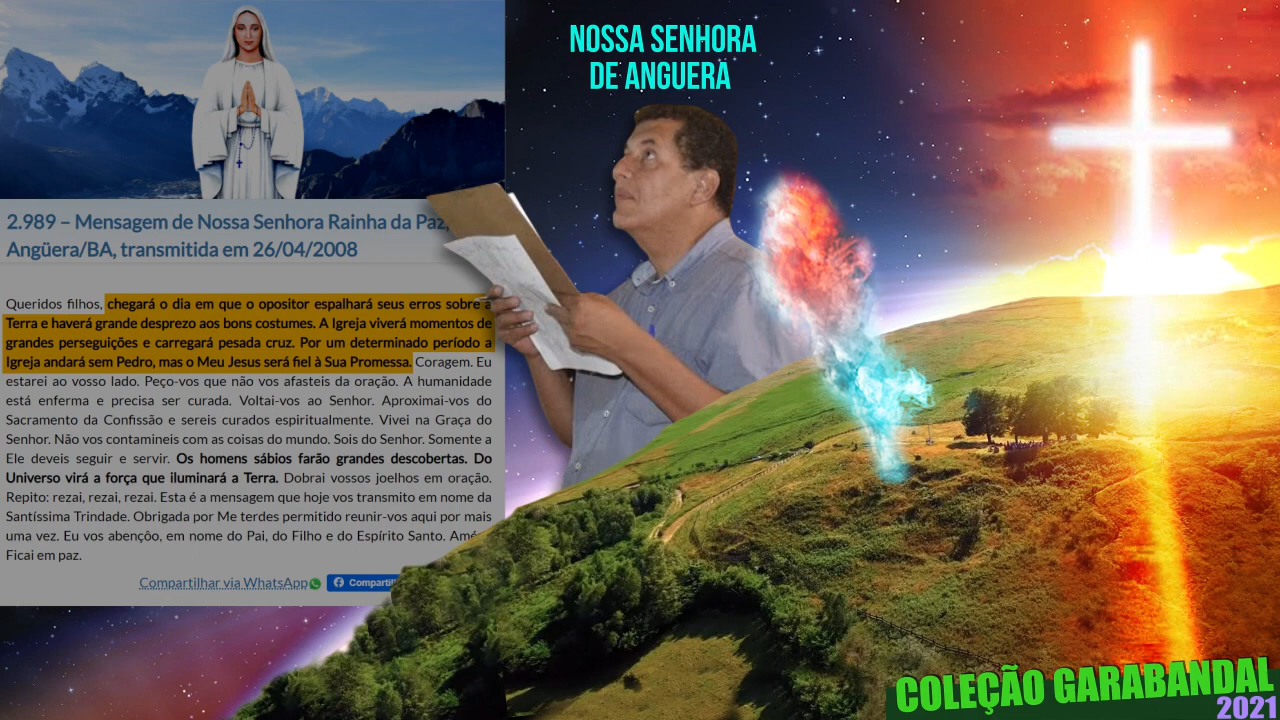 NOSSA SENHORA
DE ANGUERA
2.989 – Mensagem de Nossa Senhora Rainha da Paz,
Angüera/BA, transmitida em 26/04/2008
Queridos filhos, chegará o dia em que o opositor espalhará seus erros sobre a
Terra e haverá grande desprezo aos bons costumes. A Igreja viverá momentos de
grandes perseguições e carregará pesada cruz. Por um determinado período a
Igreja andará sem Pedro, mas o Meu Jesus será fiel à Sua Promessa. Coragem. Eu
estarei ao vosso lado. Peço-vos que não vos afasteis da oração. A humanidade
está enferma e precisa ser curada. Voltai-vos ao Senhor. Aproximai-vos do
Sacramento da Confissão e sereis curados espiritualmente. Vivei na Graça do
Senhor. Não vos contamineis com as coisas do mundo. Sois do Senhor. Somente a
Ele deveis seguir e servir. Os homens sábios farão grandes descobertas. Do
Universo virá a força que iluminará a Terra. Dobrai vossos joelhos em oração.
Repito: rezai, rezai, rezai. Esta é a mensagem que hoje vos transmito em nome da
Santíssima Trindade. Obrigada por Me terdes permitido reunir-vos aqui por mais
uma vez. Eu vos abençôo, em nome do Pai, do Filho e do Espírito Santo. Amé
Ficai em paz.
Compartilhar via WhatsApp Comparti
COLEÇÃO GARABANDAL
2021